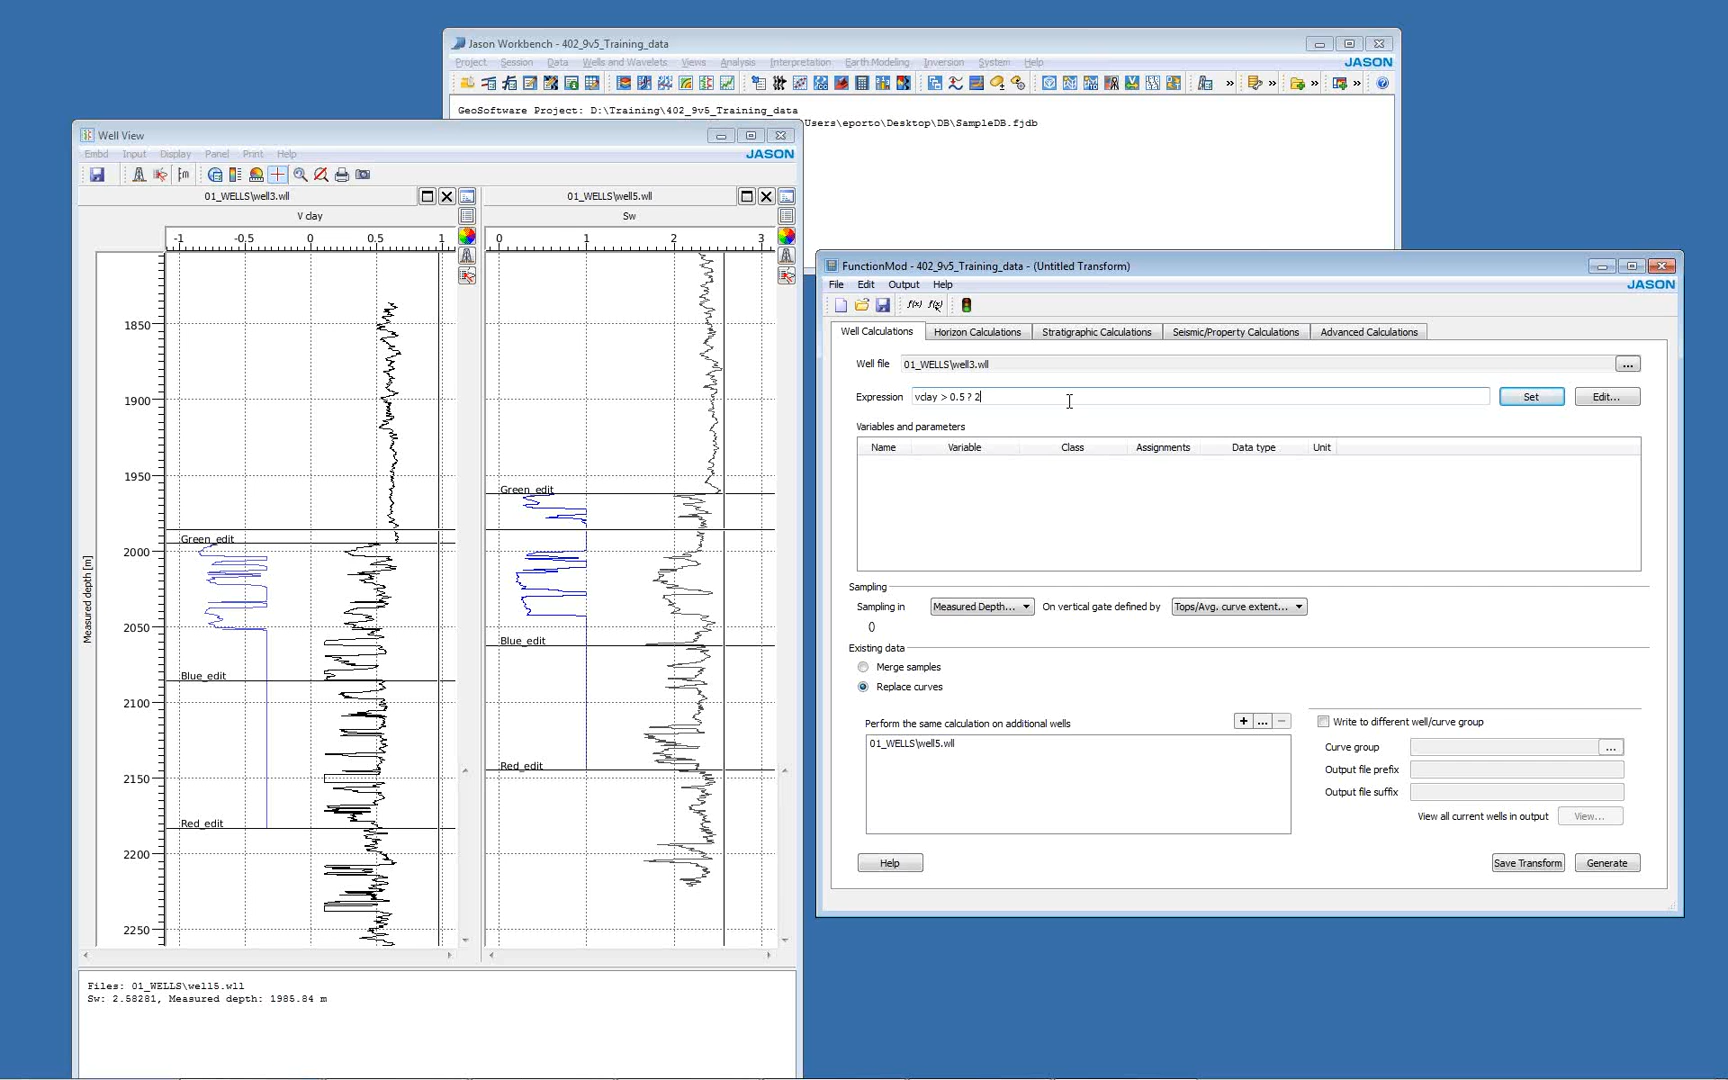 Jason Workbench - 402_9v5_Training_data
Project Session Data Wells and Wavelets Views Analysis Interpretation Earth Modeling Inversion System Help
JASON
GeoSoftware Project: D:\Training\402_9v5_Training_data
Users\eporto\Desktop\DB\SampleDB.fjdb
Well View
Embd Input Display Panel Print Help
JASON
01_WELLS\well3.wll
01_WELLS\well5.wll
V clay
Sw
-1 -0.5 0 0.5 1
0 1 2 3
1850
1900
1950
2000
2050
2100
2150
2200
2250
Measured depth [m]
Green_edit
Blue_edit
Red_edit
Green_edit
Blue_edit
Red_edit
Files: 01_WELLS\well5.wll
Sw: 2.58281, Measured depth: 1985.84 m
FunctionMod - 402_9v5_Training_data - (Untitled Transform)
File Edit Output Help
JASON
f(x) f(x)
Well Calculations Horizon Calculations Stratigraphic Calculations Seismic/Property Calculations Advanced Calculations
Well file 01_WELLS\well3.wll ...
Expression vclay > 0.5 ? 2 Set Edit...
Variables and parameters
Name Variable Class Assignments Data type Unit
Sampling
Sampling in Measured Depth... On vertical gate defined by Tops/Avg. curve extent...
0
Existing data
Merge samples
Replace curves
Perform the same calculation on additional wells + ... -
01_WELLS\well5.wll
Write to different well/curve group
Curve group ...
Output file prefix
Output file suffix
View all current wells in output View...
Help Save Transform Generate